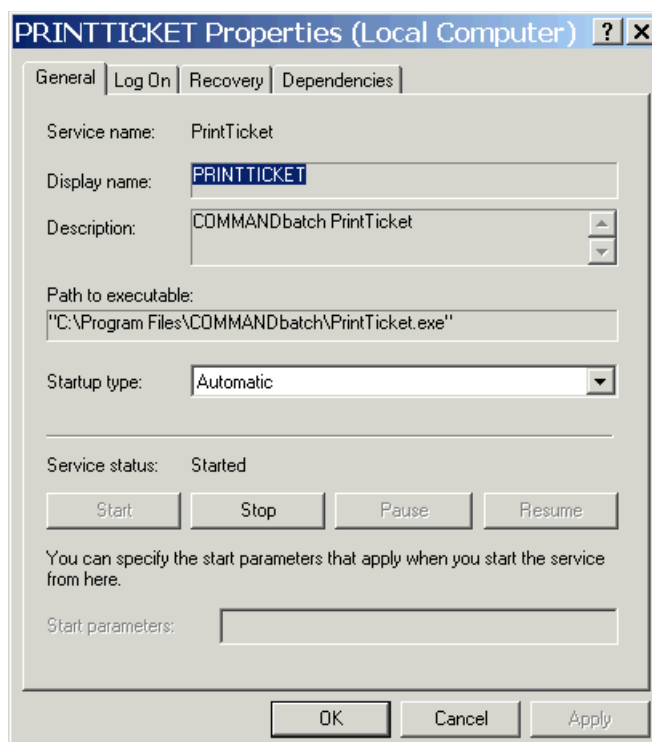 PRINTTICKET Properties (Local Computer)
General Log On Recovery Dependencies
Service name: PrintTicket
Display name: PRINTTICKET
Description: COMMANDbatch PrintTicket
Path to executable:
"C:\Program Files\COMMANDbatch\PrintTicket.exe"
Startup type: Automatic
Service status: Started
Start Stop Pause Resume
You can specify the start parameters that apply when you start the service
from here.
Start parameters:
OK Cancel Apply